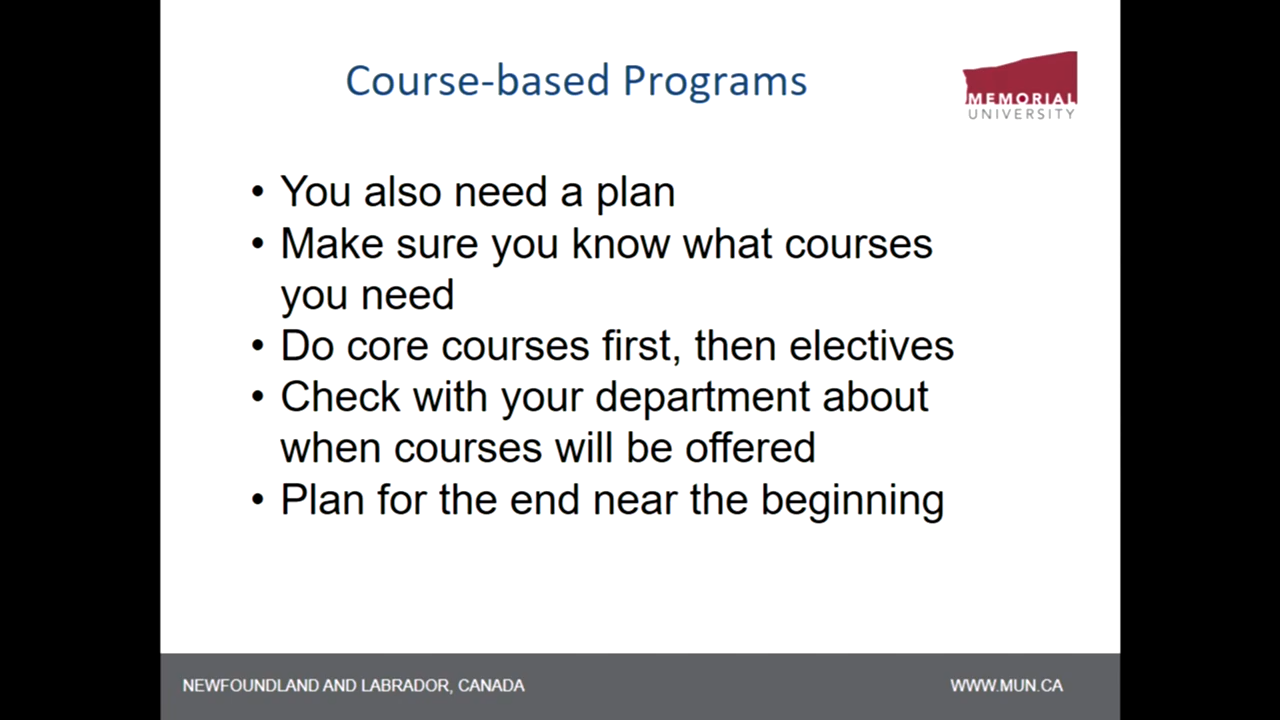 Course-based Programs
MEMORIAL
UNIVERSITY
• You also need a plan
• Make sure you know what courses
you need
• Do core courses first, then electives
• Check with your department about
when courses will be offered
• Plan for the end near the beginning
NEWFOUNDLAND AND LABRADOR, CANADA
WWW.MUN.CA